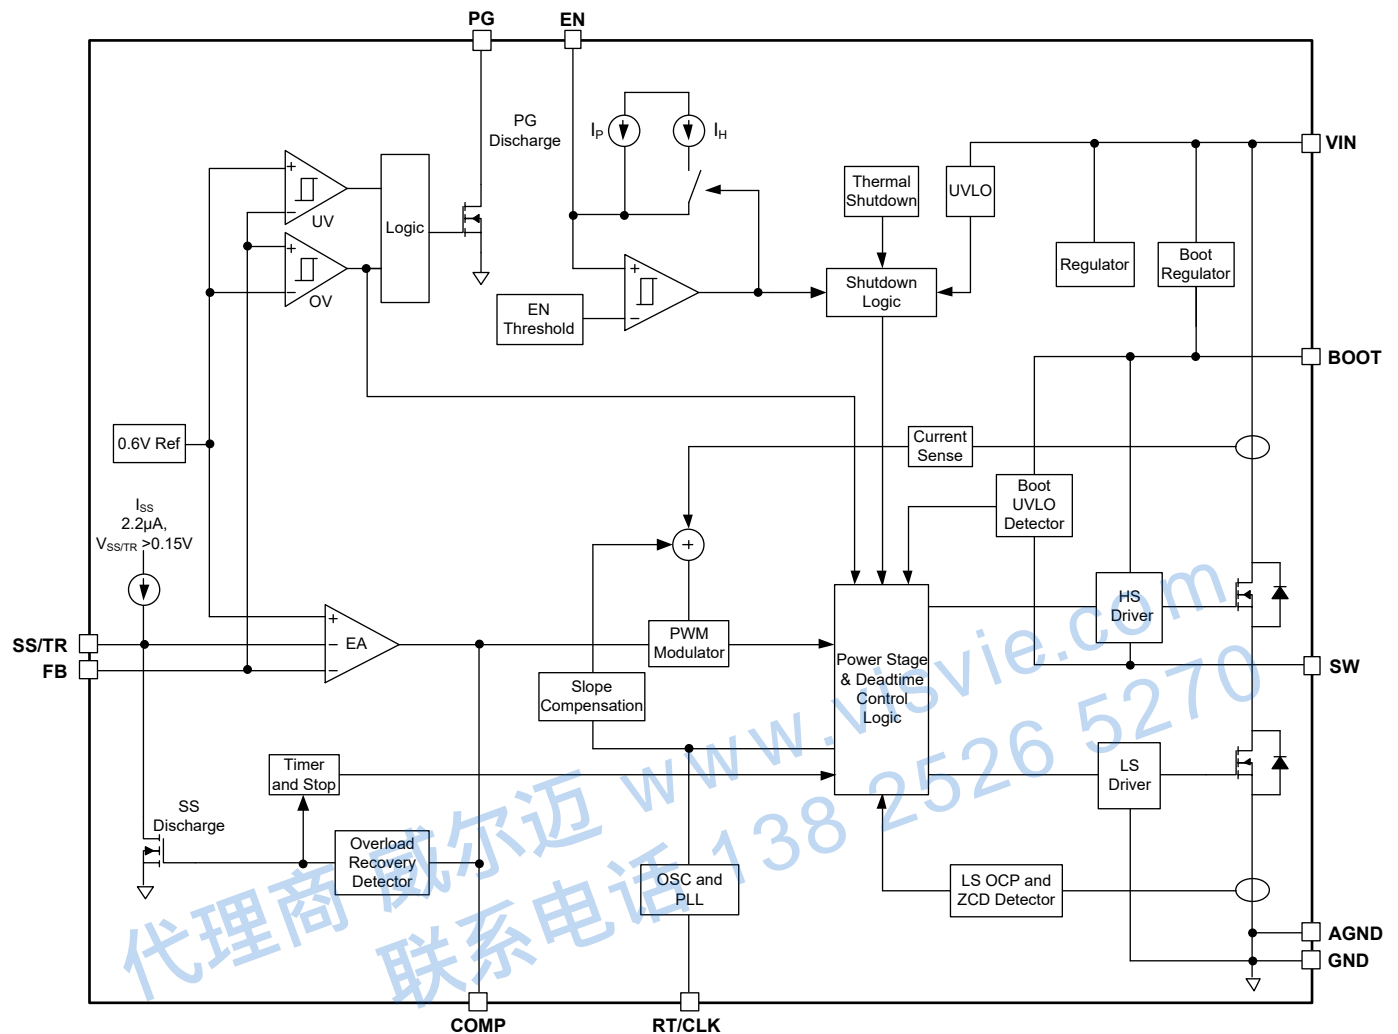 PG
EN
PG
Discharge
IP
IH
VIN
Thermal
Shutdown
UVLO
UV
Logic
Regulator
Boot
Regulator
OV
EN
Threshold
Shutdown
Logic
BOOT
0.6V Ref
Current
Sense
Boot
UVLO
Detector
ISS
2.2µA,
VSS/TR >0.15V
+
HS
Driver
SS/TR
FB
EA
PWM
Modulator
SW
Power Stage
& Deadtime
Control
Logic
Slope
Compensation
Timer
and Stop
LS
Driver
SS
Discharge
Overload
Recovery
Detector
OSC and
PLL
LS OCP and
ZCD Detector
AGND
GND
COMP
RT/CLK
代理商 威尔迈 www.visvie.com
联系电话 138 2526 5270